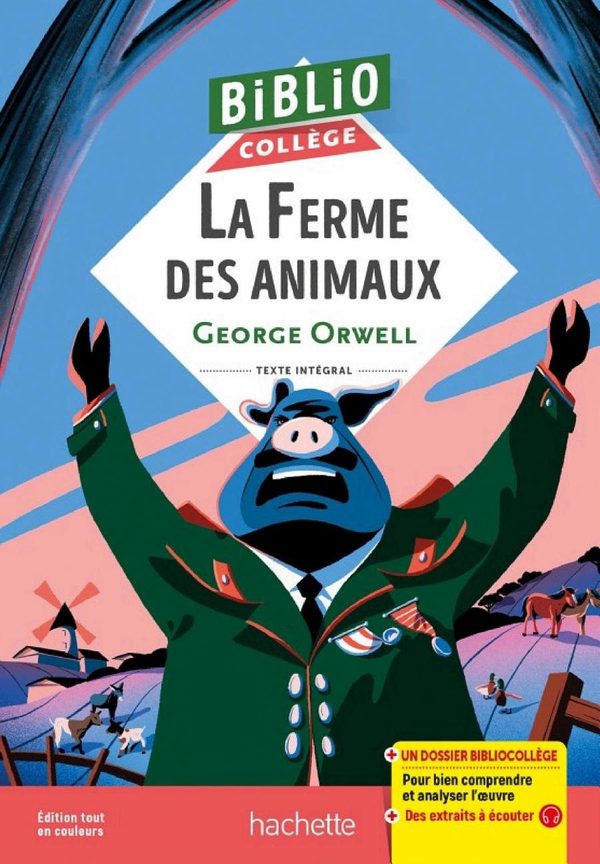 BiBLiO
COLLÈGE
LA FERME
DES ANIMAUX
GEORGE ORWELL
TEXTE INTÉGRAL
+ UN DOSSIER BIBLIOCOLLÈGE
Pour bien comprendre
et analyser l'œuvre
+ Des extraits à écouter
Édition tout
en couleurs
hachette